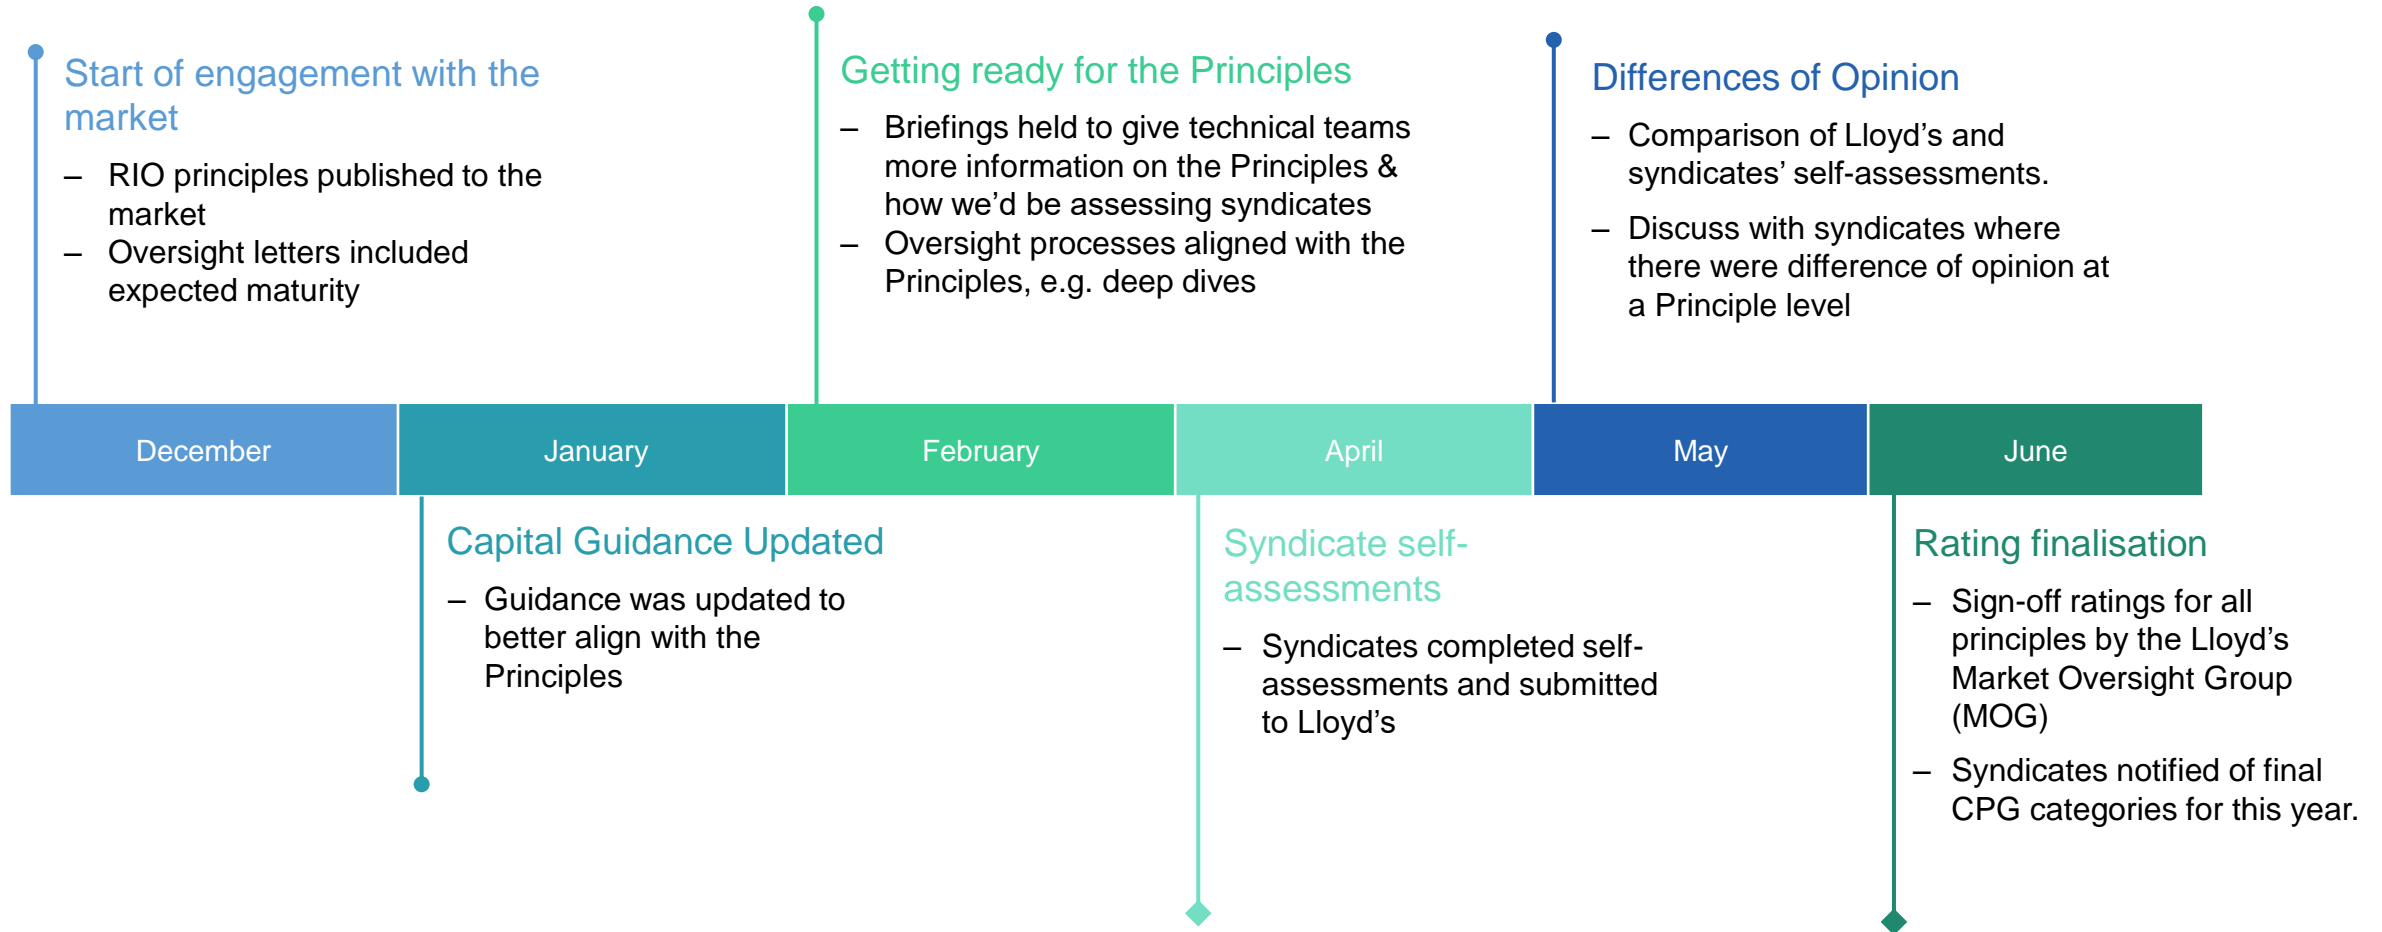 Start of engagement with the
market
– RIO principles published to the
market
– Oversight letters included
expected maturity
Getting ready for the Principles
– Briefings held to give technical teams
more information on the Principles &
how we’d be assessing syndicates
– Oversight processes aligned with the
Principles, e.g. deep dives
Differences of Opinion
– Comparison of Lloyd’s and
syndicates’ self-assessments.
– Discuss with syndicates where
there were difference of opinion at
a Principle level
December
January
February
April
May
June
Capital Guidance Updated
– Guidance was updated to
better align with the
Principles
Syndicate self-
assessments
– Syndicates completed self-
assessments and submitted
to Lloyd’s
Rating finalisation
– Sign-off ratings for all
principles by the Lloyd’s
Market Oversight Group
(MOG)
– Syndicates notified of final
CPG categories for this year.